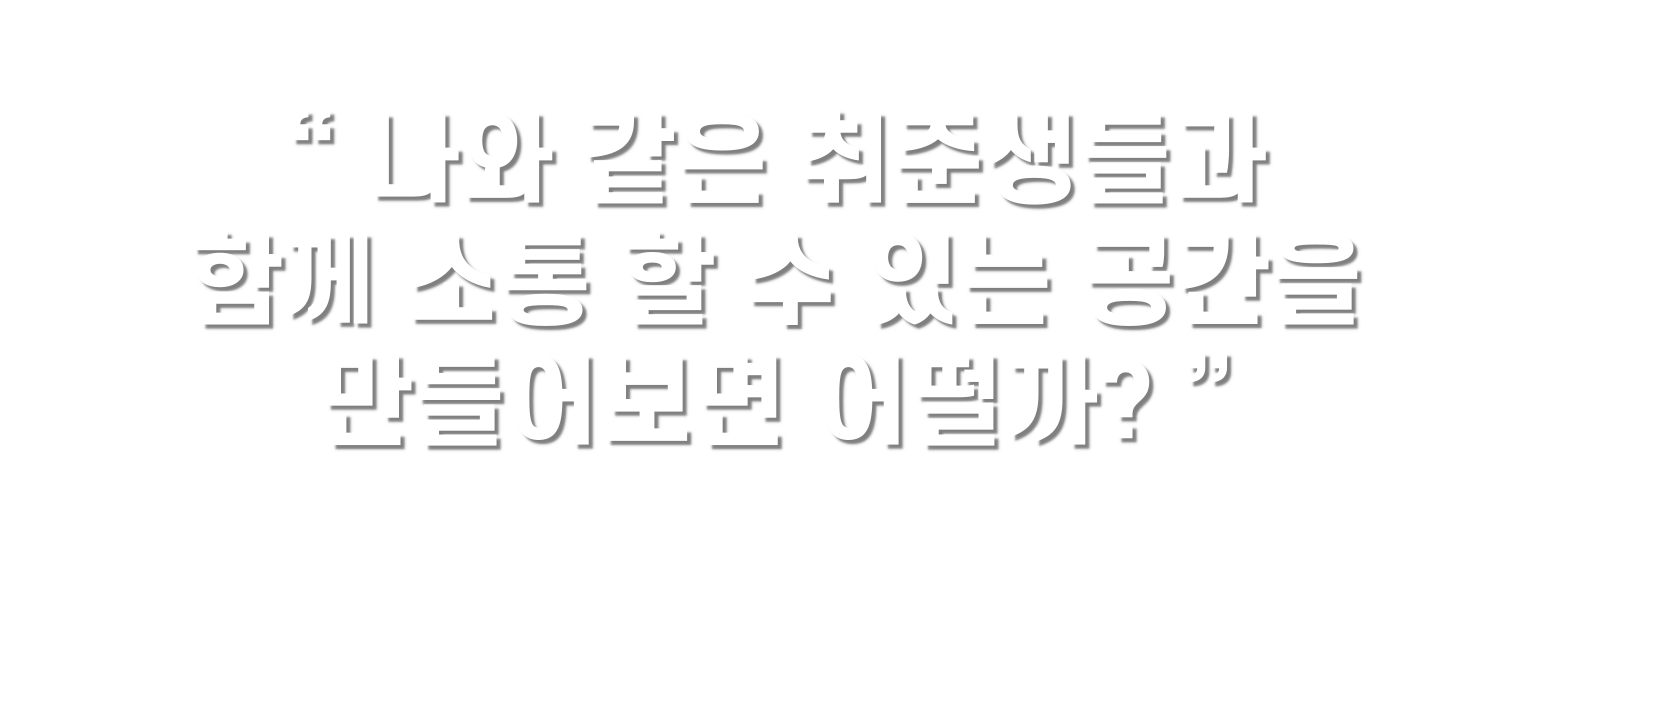 “ 나와 같은 취준생들과
함께 소통 할 수 있는 공간을
만들어보면 어떨까? ”